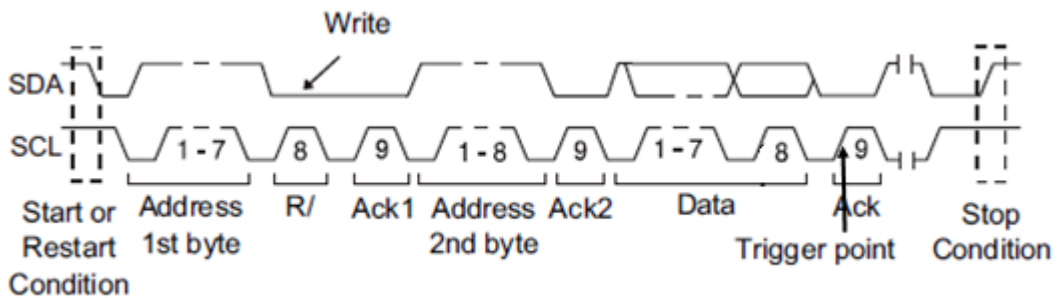 Write
SDA
SCL
1 - 7 8 9 1 - 8 9 1 - 7 8 9
Start or Restart Condition
Address 1st byte
R/
Ack1
Address 2nd byte
Ack2
Data
Ack
Trigger point
Stop Condition